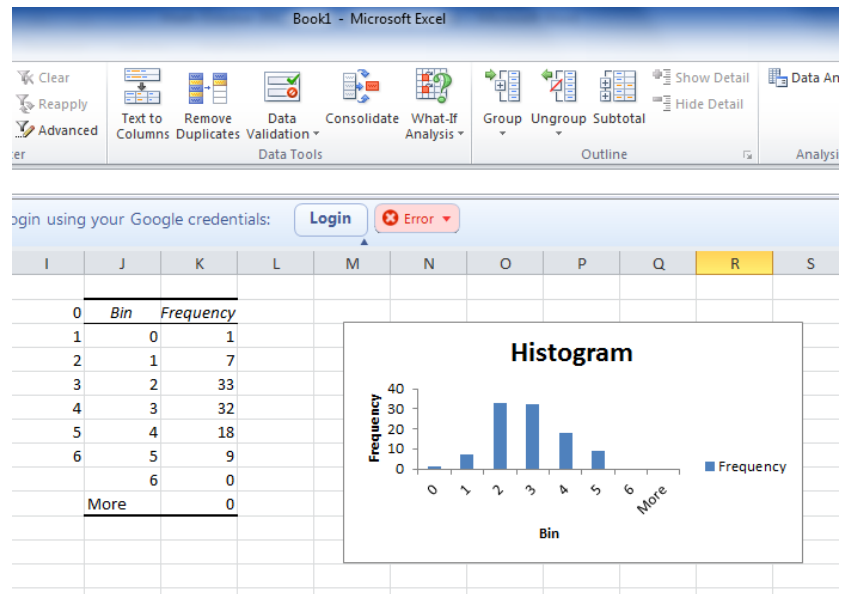 Book1 - Microsoft Excel
Clear
Reapply
Advanced
Text to Columns
Remove Duplicates
Data Validation
Consolidate
What-If Analysis
Group
Ungroup
Subtotal
Show Detail
Hide Detail
Data An
er
Data Tools
Outline
Analysi
ogin using your Google credentials: Login Error
I J K L M N O P Q R S
0 Bin Frequency
1 0 1
2 1 7
3 2 33
4 3 32
5 4 18
6 5 9
6 0
More 0
Histogram
Frequency
40
30
20
10
0
0 1 2 3 4 5 6 More
Bin
Frequency